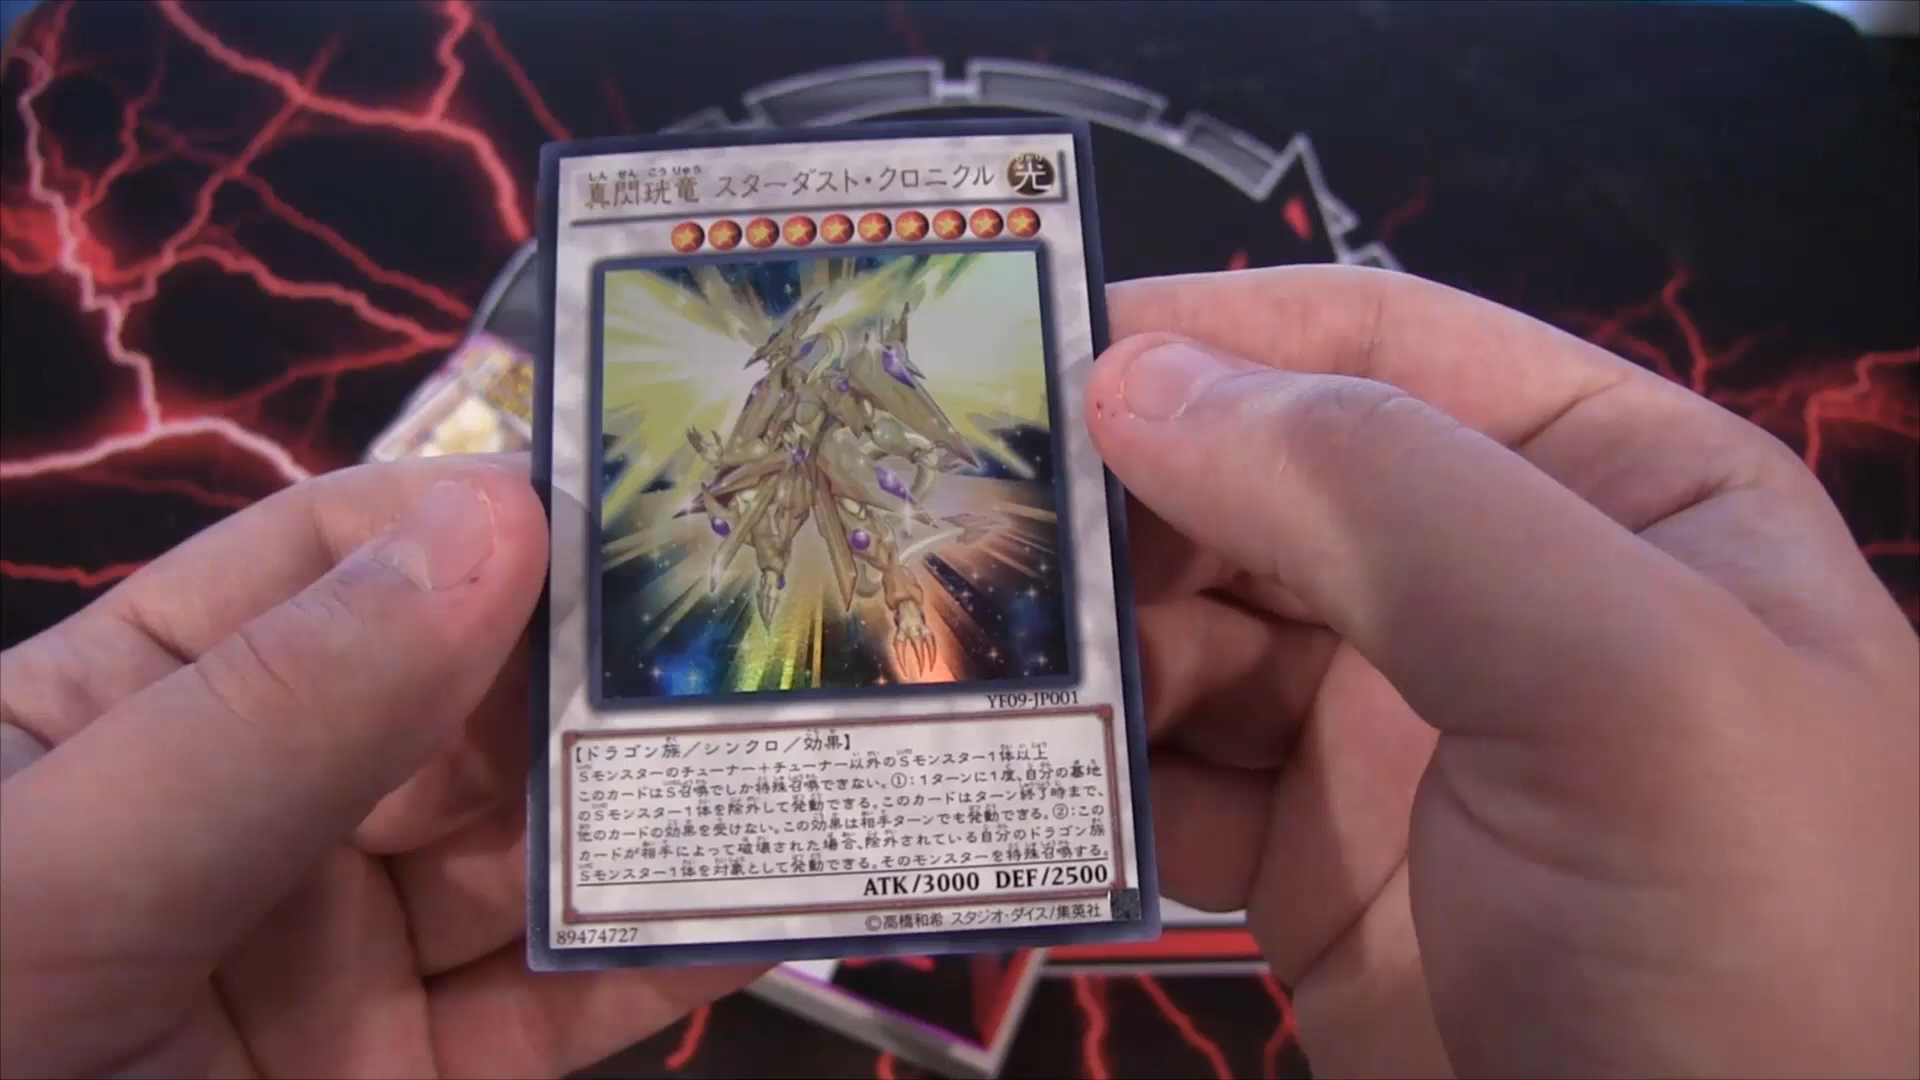 しん せん こう りゅう
真閃珖竜 スターダスト・クロニクル
光
YF09-JP001
【ドラゴン族／シンクロ／効果】
Sモンスターのチューナー＋チューナー以外のSモンスター1体以上
このカードはS召喚でしか特殊召喚できない。①：1ターンに1度、自分の墓地
のSモンスター1体を除外して発動できる。このカードはターン終了時まで、
他のカードの効果を受けない。この効果は相手ターンでも発動できる。②：この
カードが相手によって破壊された場合、除外されている自分のドラゴン族
Sモンスター1体を対象として発動できる。そのモンスターを特殊召喚する。
ATK/3000 DEF/2500
89474727
©高橋和希 スタジオ・ダイス/集英社